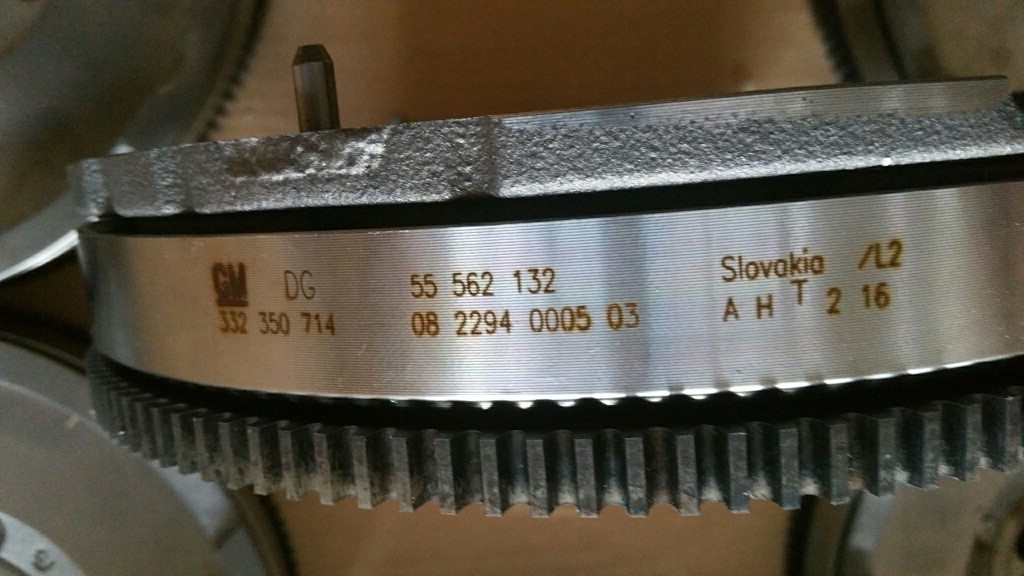 GM DG 55 562 132 Slovakia /L2
332 350 714 08 2294 0005 03 A H T 2 16